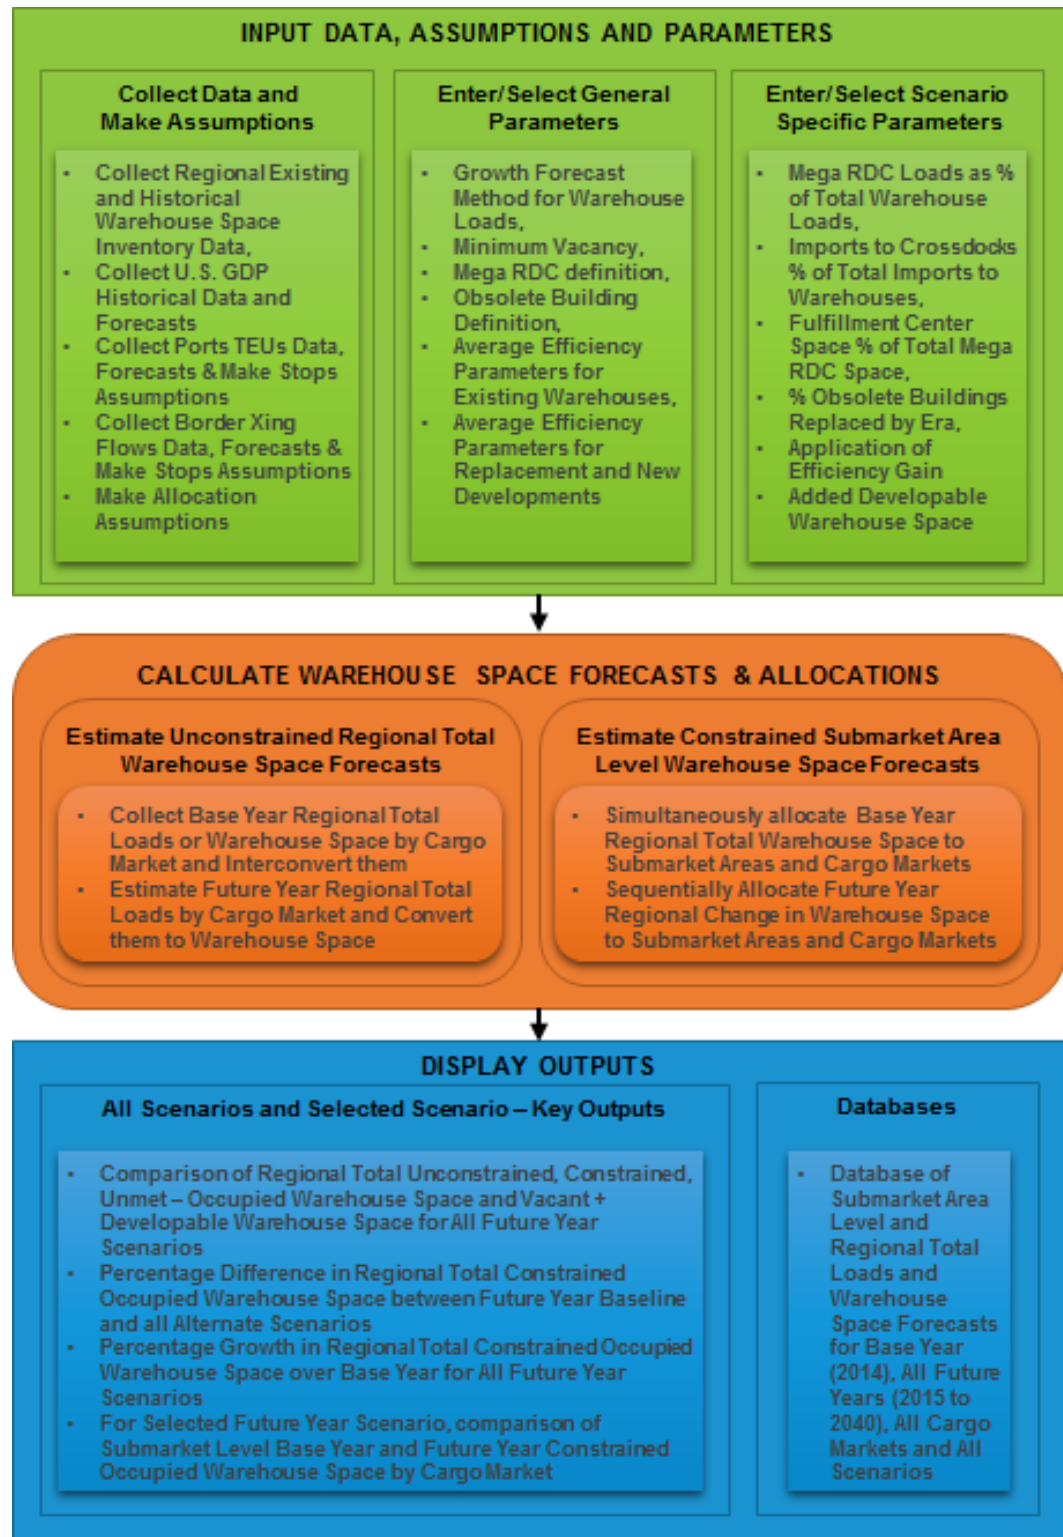 INPUT DATA, ASSUMPTIONS AND PARAMETERS
Collect Data and
Make Assumptions
• Collect Regional Existing
and Historical
Warehouse Space
Inventory Data,
• Collect U.S. GDP
Historical Data and
Forecasts
• Collect Ports TEUs Data,
Forecasts & Make Stops
Assumptions
• Collect Border Xing
Flows Data, Forecasts &
Make Stops Assumptions
• Make Allocation
Assumptions
Enter/Select General
Parameters
• Growth Forecast
Method for Warehouse
Loads,
• Minimum Vacancy,
• Mega RDC definition,
• Obsolete Building
Definition,
• Average Efficiency
Parameters for
Existing Warehouses,
• Average Efficiency
Parameters for
Replacement and New
Developments
Enter/Select Scenario
Specific Parameters
• Mega RDC Loads as %
of Total Warehouse
Loads,
• Imports to Crossdocks
% of Total Imports to
Warehouses,
• Fulfillment Center
Space % of Total Mega
RDC Space,
• % Obsolete Buildings
Replaced by Era,
• Application of
Efficiency Gain
• Added Developable
Warehouse Space
CALCULATE WAREHOUSE SPACE FORECASTS & ALLOCATIONS
Estimate Unconstrained Regional Total
Warehouse Space Forecasts
• Collect Base Year Regional Total
Loads or Warehouse Space by Cargo
Market and Interconvert them
• Estimate Future Year Regional Total
Loads by Cargo Market and Convert
them to Warehouse Space
Estimate Constrained Submarket Area
Level Warehouse Space Forecasts
• Simultaneously allocate Base Year
Regional Total Warehouse Space to
Submarket Areas and Cargo Markets
• Sequentially Allocate Future Year
Regional Change in Warehouse Space
to Submarket Areas and Cargo Markets
DISPLAY OUTPUTS
All Scenarios and Selected Scenario – Key Outputs
• Comparison of Regional Total Unconstrained, Constrained,
Unmet – Occupied Warehouse Space and Vacant +
Developable Warehouse Space for All Future Year
Scenarios
• Percentage Difference in Regional Total Constrained
Occupied Warehouse Space between Future Year Baseline
and all Alternate Scenarios
• Percentage Growth in Regional Total Constrained Occupied
Warehouse Space over Base Year for All Future Year
Scenarios
• For Selected Future Year Scenario, comparison of
Submarket Level Base Year and Future Year Constrained
Occupied Warehouse Space by Cargo Market
Databases
• Database of
Submarket Area
Level and
Regional Total
Loads and
Warehouse
Space Forecasts
for Base Year
(2014), All Future
Years (2015 to
2040), All Cargo
Markets and All
Scenarios